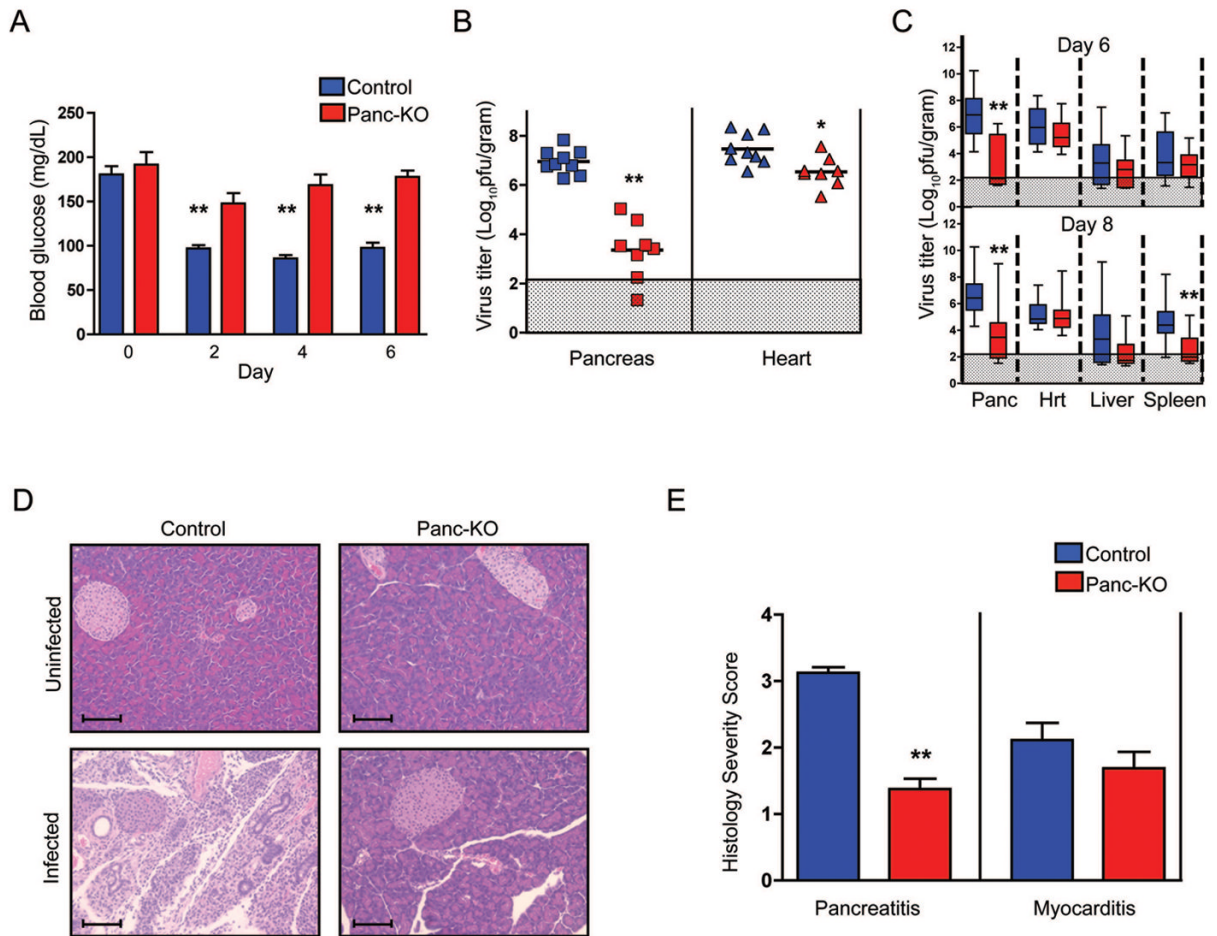 A
Control
Panc-KO
Blood glucose (mg/dL)
250
200
150
100
50
0
**
**
**
0 2 4 6
Day
B
Virus titer (Log10pfu/gram)
8
6
4
2
0
**
*
Pancreas Heart
C
Virus titer (Log10pfu/gram)
Day 6
12
10
8
6
4
2
0
**
Day 8
12
10
8
6
4
2
0
**
**
Panc Hrt Liver Spleen
D
Control Panc-KO
Uninfected
Infected
E
Control
Panc-KO
Histology Severity Score
4
3
2
1
0
**
Pancreatitis Myocarditis